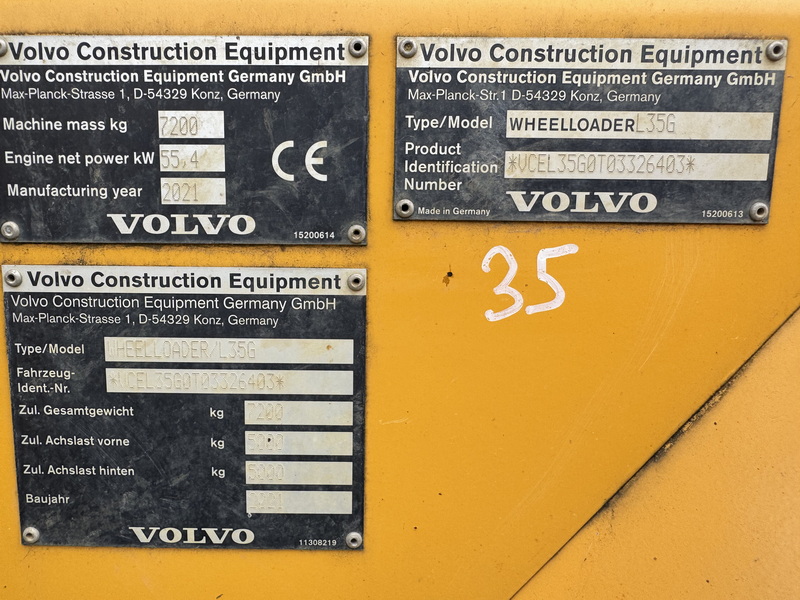 Volvo Construction Equipment
Volvo Construction Equipment Germany GmbH
Max-Planck-Strasse 1, D-54329 Konz, Germany
Machine mass kg 7200
Engine net power kW 55,4
Manufacturing year 2021
CE
VOLVO
15200614
Volvo Construction Equipment
Volvo Construction Equipment Germany GmbH
Max-Planck-Str.1 D-54329 Konz, Germany
Type/Model WHEELLOADER L35G
Product
Identification *VCEL35G0T03326403*
Number
Made in Germany VOLVO 15200613
35
Volvo Construction Equipment
Volvo Construction Equipment Germany GmbH
Max-Planck-Strasse 1, D-54329 Konz, Germany
Type/Model WHEELLOADER/L35G
Fahrzeug-
Ident.-Nr. *VCEL35G0T03326403*
Zul. Gesamtgewicht kg 7200
Zul. Achslast vorne kg 5000
Zul. Achslast hinten kg 5000
Baujahr 2021
VOLVO
11308219